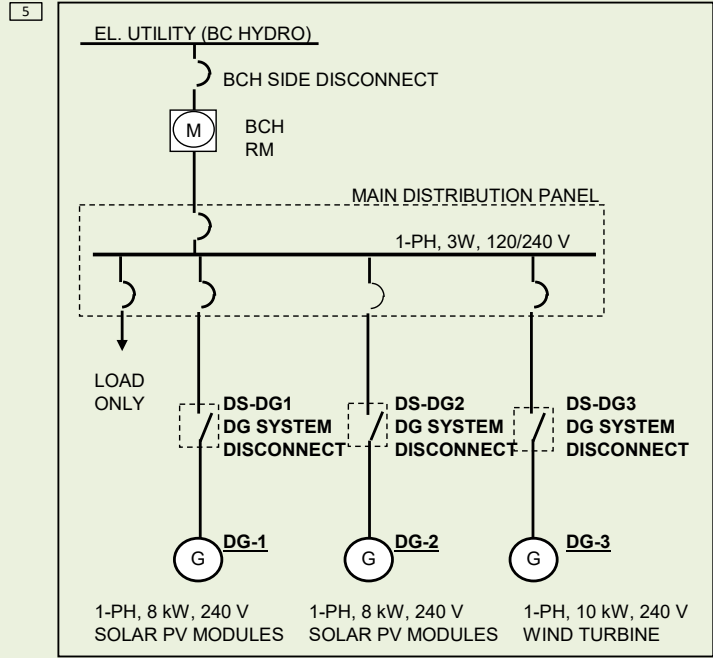 5
EL. UTILITY (BC HYDRO)
BCH SIDE DISCONNECT
M
BCH
RM
MAIN DISTRIBUTION PANEL
1-PH, 3W, 120/240 V
LOAD
ONLY
DS-DG1
DG SYSTEM
DISCONNECT
DS-DG2
DG SYSTEM
DISCONNECT
DS-DG3
DG SYSTEM
DISCONNECT
G
DG-1
G
DG-2
G
DG-3
1-PH, 8 kW, 240 V
SOLAR PV MODULES
1-PH, 8 kW, 240 V
SOLAR PV MODULES
1-PH, 10 kW, 240 V
WIND TURBINE